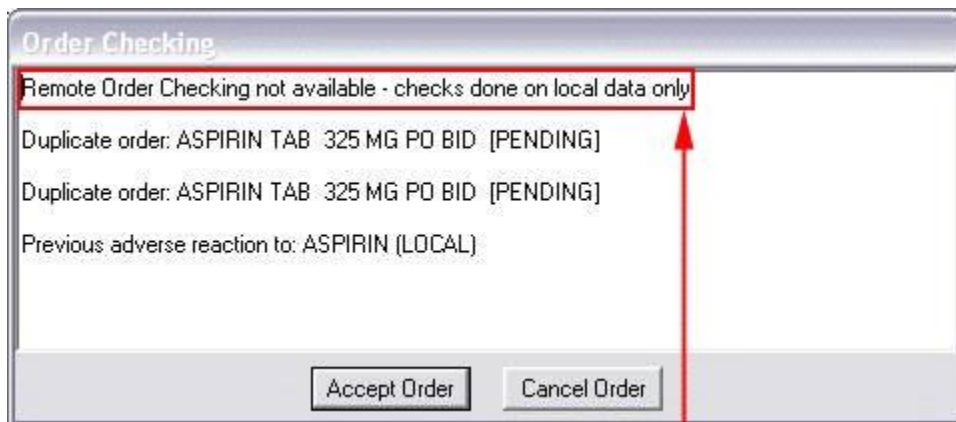 Order Checking
Remote Order Checking not available - checks done on local data only
Duplicate order: ASPIRIN TAB 325 MG PO BID [PENDING]
Duplicate order: ASPIRIN TAB 325 MG PO BID [PENDING]
Previous adverse reaction to: ASPIRIN (LOCAL)
Accept Order Cancel Order